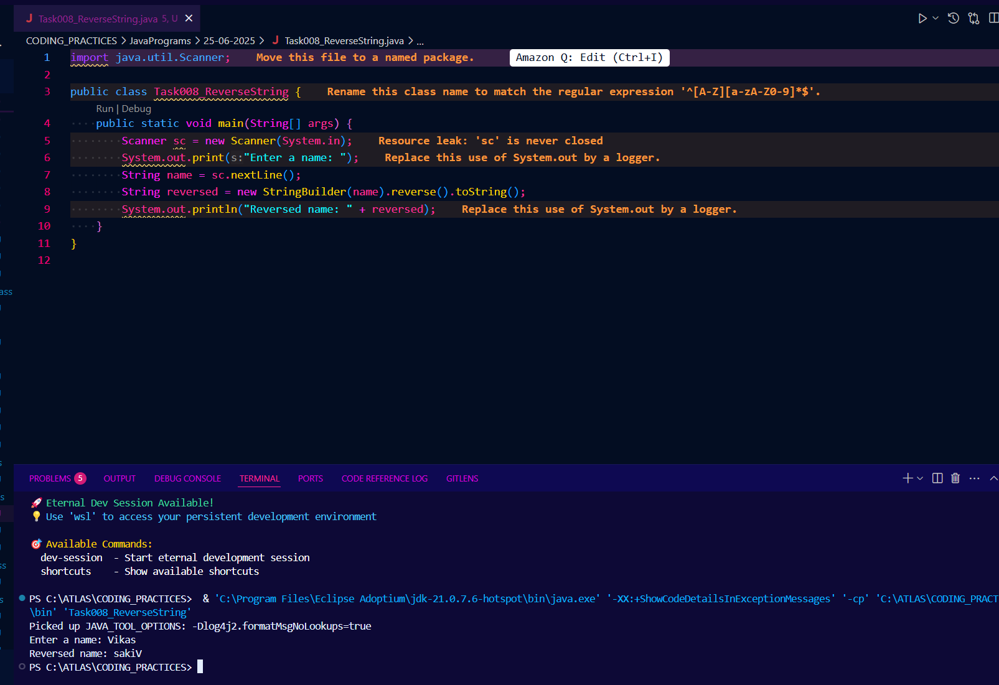 J Task008_ReverseString.java 5, U
CODING_PRACTICES > JavaPrograms > 25-06-2025 > J Task008_ReverseString.java > ...
1 import java.util.Scanner; Move this file to a named package. Amazon Q: Edit (Ctrl+I)
2
3 public class Task008_ReverseString { Rename this class name to match the regular expression '^[A-Z][a-zA-Z0-9]*$'.
Run | Debug
4 public static void main(String[] args) {
5 Scanner sc = new Scanner(System.in); Resource leak: 'sc' is never closed
6 System.out.print(s:"Enter a name: "); Replace this use of System.out by a logger.
7 String name = sc.nextLine();
8 String reversed = new StringBuilder(name).reverse().toString();
9 System.out.println("Reversed name: " + reversed); Replace this use of System.out by a logger.
10 }
11 }
12
ass
PROBLEMS 5 OUTPUT DEBUG CONSOLE TERMINAL PORTS CODE REFERENCE LOG GITLENS
🚀 Eternal Dev Session Available!
💡 Use 'wsl' to access your persistent development environment
🎯 Available Commands:
dev-session - Start eternal development session
shortcuts - Show available shortcuts
PS C:\ATLAS\CODING_PRACTICES> & 'C:\Program Files\Eclipse Adoptium\jdk-21.0.7.6-hotspot\bin\java.exe' '-XX:+ShowCodeDetailsInExceptionMessages' '-cp' 'C:\ATLAS\CODING_PRACT
\bin' 'Task008_ReverseString'
Picked up JAVA_TOOL_OPTIONS: -Dlog4j2.formatMsgNoLookups=true
Enter a name: Vikas
Reversed name: sakiV
PS C:\ATLAS\CODING_PRACTICES>